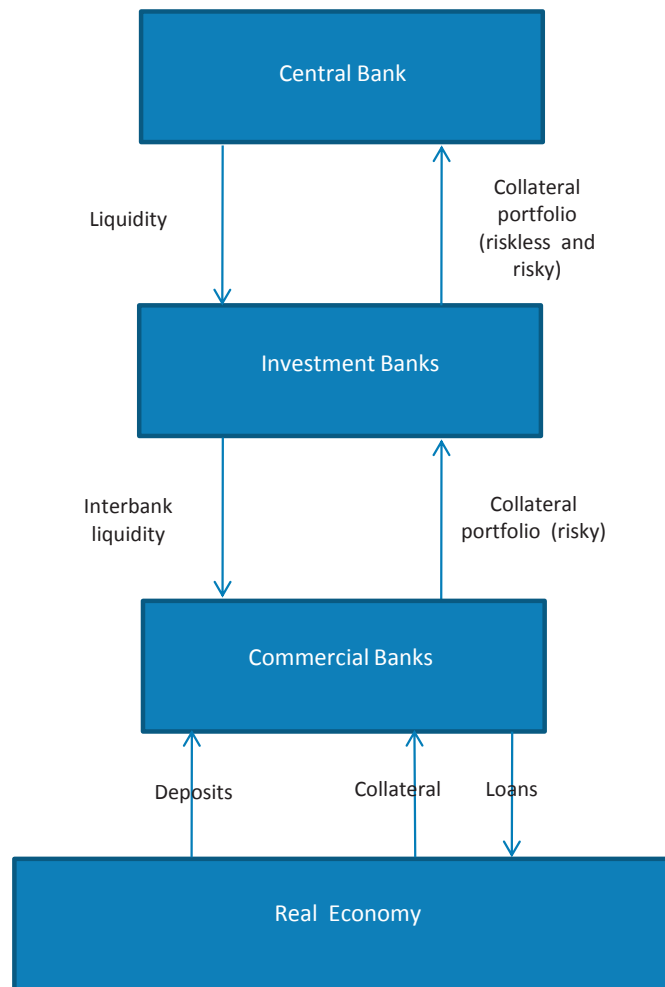 Central Bank
Liquidity
Collateral
portfolio
(riskless and
risky)
Investment Banks
Interbank
liquidity
Collateral
portfolio (risky)
Commercial Banks
Deposits
Collateral
Loans
Real Economy